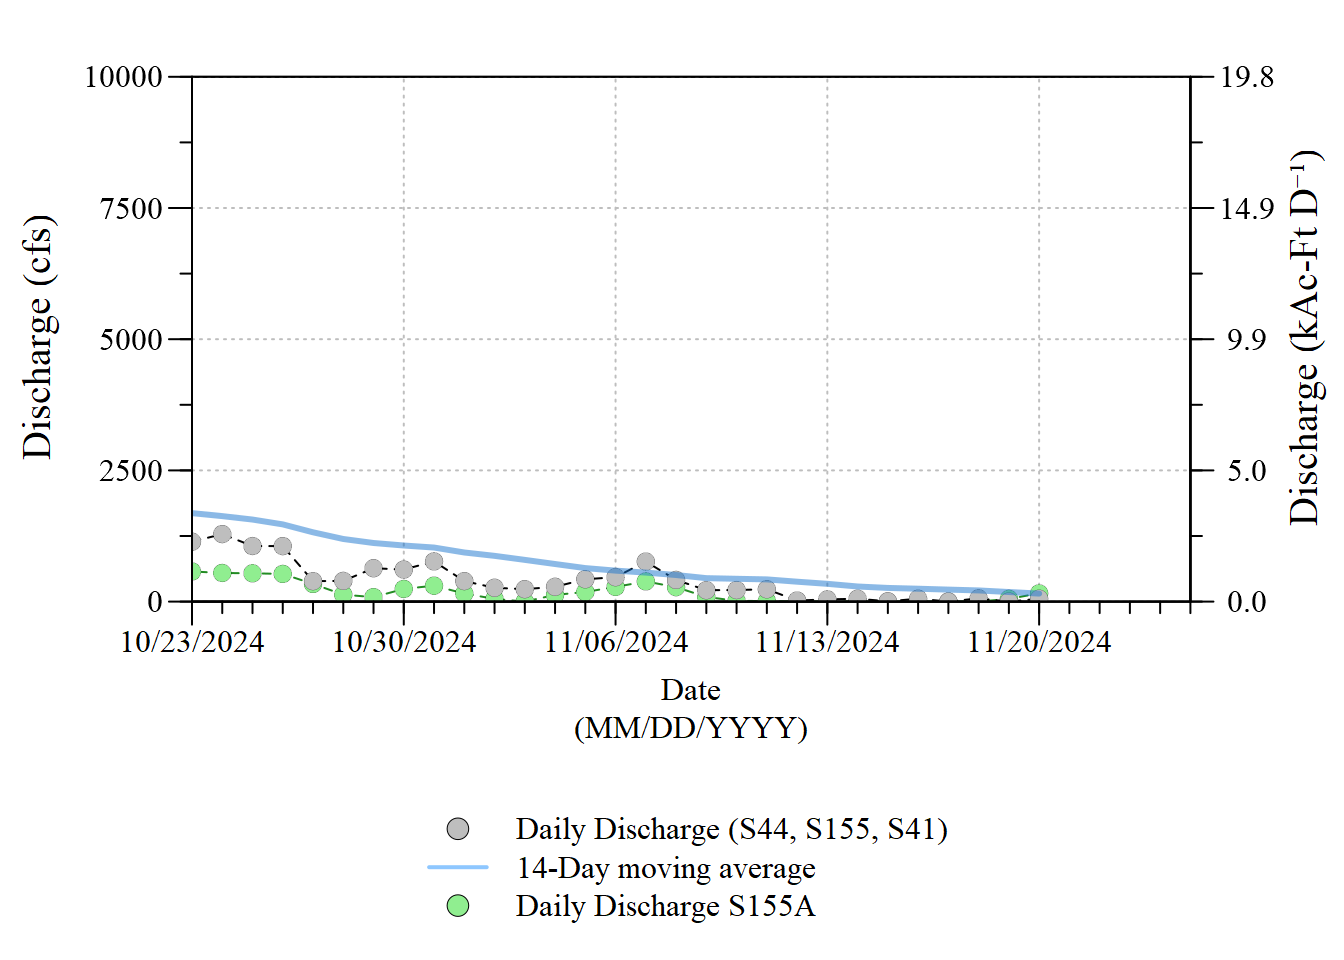 10000
7500
5000
2500
0
Discharge (cfs)
19.8
14.9
9.9
5.0
0.0
Discharge (kAc-Ft D⁻¹)
10/23/2024
10/30/2024
11/06/2024
11/13/2024
11/20/2024
Date
(MM/DD/YYYY)
Daily Discharge (S44, S155, S41)
14-Day moving average
Daily Discharge S155A